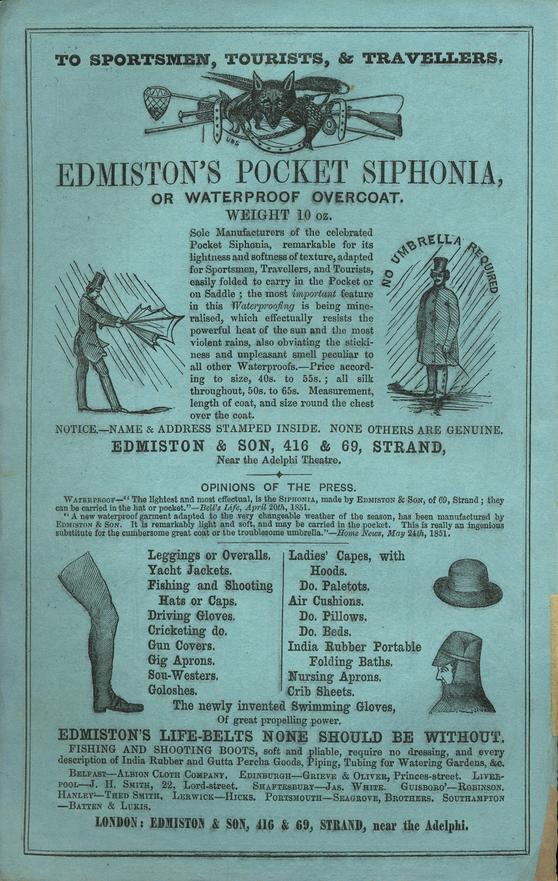 TO SPORTSMEN, TOURISTS, & TRAVELLERS.
EDMISTON'S POCKET SIPHONIA,
OR WATERPROOF OVERCOAT.
WEIGHT 10 oz.
Sole Manufacturers of the celebrated
Pocket Siphonia, remarkable for its
lightness and softness of texture, adapted
for Sportsmen, Travellers, and Tourists,
easily folded to carry in the Pocket or
on Saddle; the most important feature
in this Waterproofing is being mine-
ralised, which effectually resists the
powerful heat of the sun and the most
violent rains, also obviating the sticki-
ness and unpleasant smell peculiar to
all other Waterproofs.—Price accord-
ing to size, 40s. to 55s.; all silk
throughout, 50s. to 65s. Measurement,
length of coat, and size round the chest
over the coat.
NO UMBRELLA REQUIRED
NOTICE.—NAME & ADDRESS STAMPED INSIDE. NONE OTHERS ARE GENUINE.
EDMISTON & SON, 416 & 69, STRAND,
Near the Adelphi Theatre.
OPINIONS OF THE PRESS.
WATERPROOF—"The lightest and most effectual, is the SIPHONIA, made by EDMISTON & SON, of 69, Strand; they
can be carried in the hat or pocket."—Bell's Life, April 20th, 1851.
"A new waterproof garment adapted to the very changeable weather of the season, has been manufactured by
EDMISTON & SON. It is remarkably light and soft, and may be carried in the pocket. This is really an ingenious
substitute for the cumbersome great coat or the troublesome umbrella."—Home News, May 24th, 1851.
Leggings or Overalls.
Yacht Jackets.
Fishing and Shooting
Hats or Caps.
Driving Gloves.
Cricketing do.
Gun Covers.
Gig Aprons.
Sou-Westers.
Goloshes.
Ladies' Capes, with
Hoods.
Do. Paletots.
Air Cushions.
Do. Pillows.
Do. Beds.
India Rubber Portable
Folding Baths.
Nursing Aprons.
Crib Sheets.
The newly invented Swimming Gloves,
Of great propelling power.
EDMISTON'S LIFE-BELTS NONE SHOULD BE WITHOUT.
FISHING AND SHOOTING BOOTS, soft and pliable, require no dressing, and every
description of India Rubber and Gutta Percha Goods, Piping, Tubing for Watering Gardens, &c.
BELFAST—ALBION CLOTH COMPANY. EDINBURGH—GRIEVE & OLIVER, Princes-street. LIVER-
POOL—J. H. SMITH, 22, Lord-street. SHAFTESBURY—JAS. WHITE. GUISBORO'—ROBINSON.
HANLEY—THED SMITH. LERWICK—HICKS. PORTSMOUTH—SEAGROVE, BROTHERS. SOUTHAMPTON
—BATTEN & LUKIS.
LONDON: EDMISTON & SON, 416 & 69, STRAND, near the Adelphi.